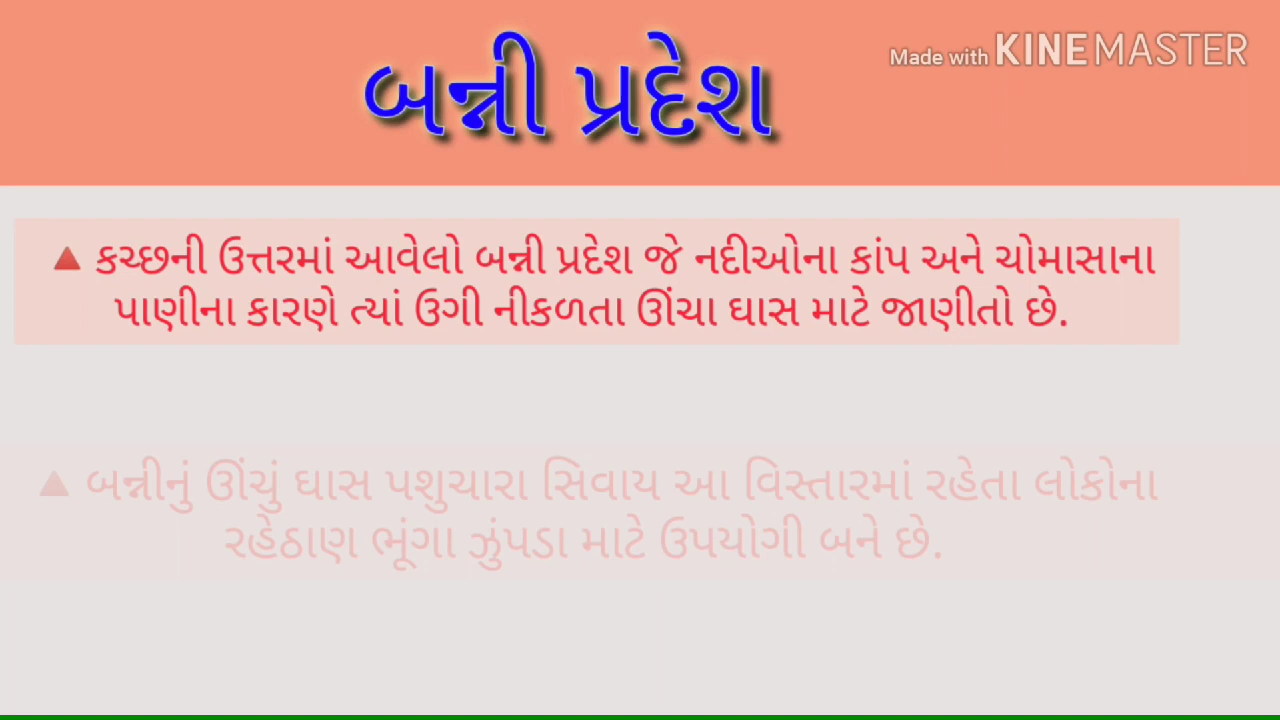 Made with KINEMASTER
બન્ની પ્રદેશ
🔺 કચ્છની ઉત્તરમાં આવેલો બન્ની પ્રદેશ જે નદીઓના કાંપ અને ચોમાસાના
પાણીના કારણે ત્યાં ઉગી નીકળતા ઊંચા ઘાસ માટે જાણીતો છે.
🔺 બન્નીનું ઊંચું ઘાસ પશુચારા સિવાય આ વિસ્તારમાં રહેતા લોકોના
રહેઠાણ ભૂંગા ઝુંપડા માટે ઉપયોગી બને છે.